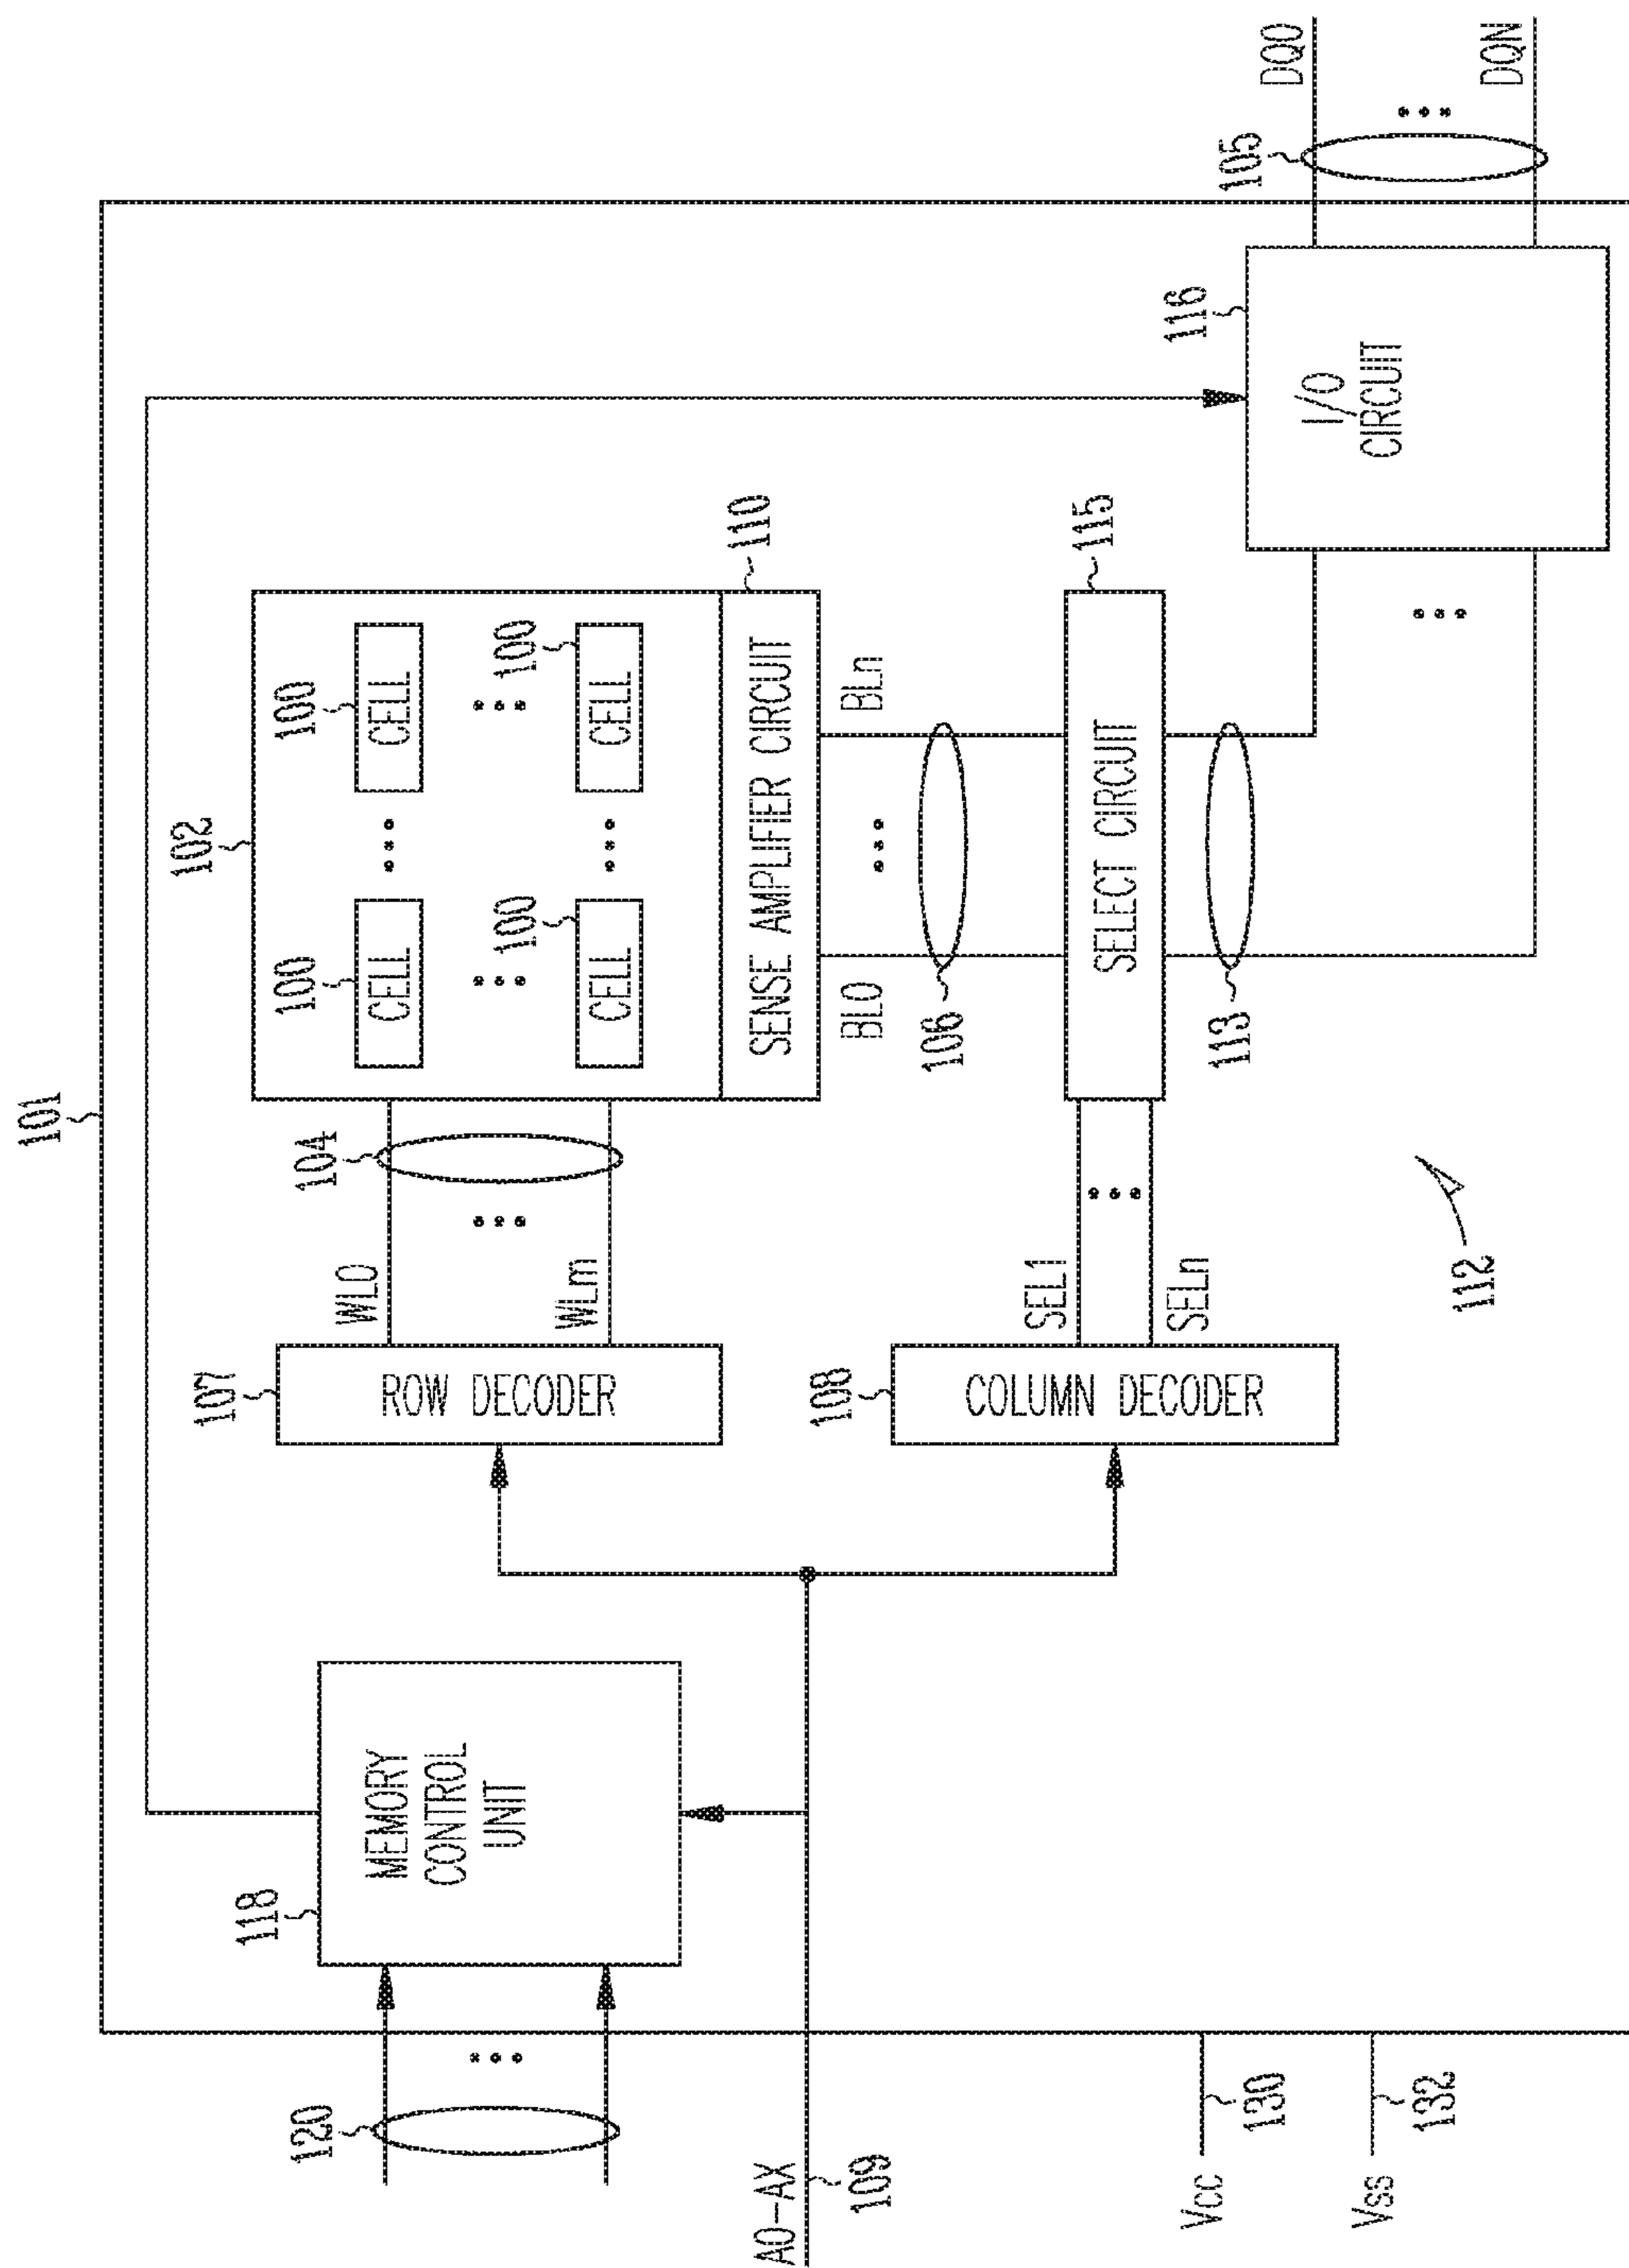 101
102
104
120
118
MEMORY
CONTROL
UNIT
107
ROW DECODER
WL0
WLm
100
CELL
100
CELL
100
CELL
100
CELL
SENSE AMPLIFIER CIRCUIT
110
A0-AX
109
BL0
BLn
106
108
COLUMN DECODER
SEL1
SELn
SELECT CIRCUIT
115
113
116
I/O
CIRCUIT
105
DQ0
DQN
Vcc
130
Vss
132
112